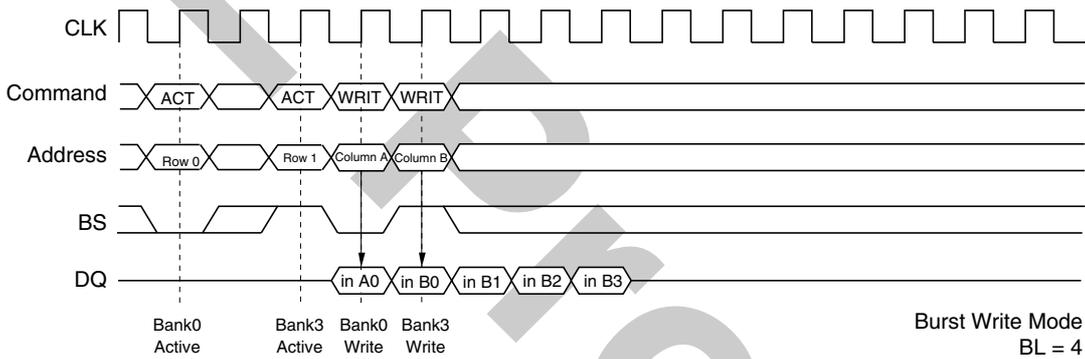 CLK
Command ACT ACT WRIT WRIT
Address Row 0 Row 1 Column A Column B
BS
DQ in A0 in B0 in B1 in B2 in B3
Bank0 Active
Bank3 Active
Bank0 Write
Bank3 Write
Burst Write Mode
BL = 4